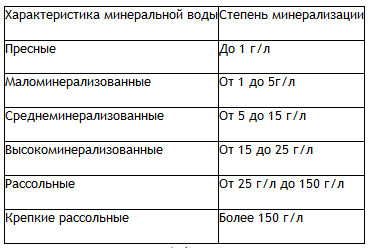 Характеристика минеральной воды Степень минерализации
Пресные До 1 г/л
Маломинерализованные От 1 до 5г/л
Среднеминерализованные От 5 до 15 г/л
Высокоминерализованные От 15 до 25 г/л
Рассольные От 25 г/л до 150 г/л
Крепкие рассольные Более 150 г/л